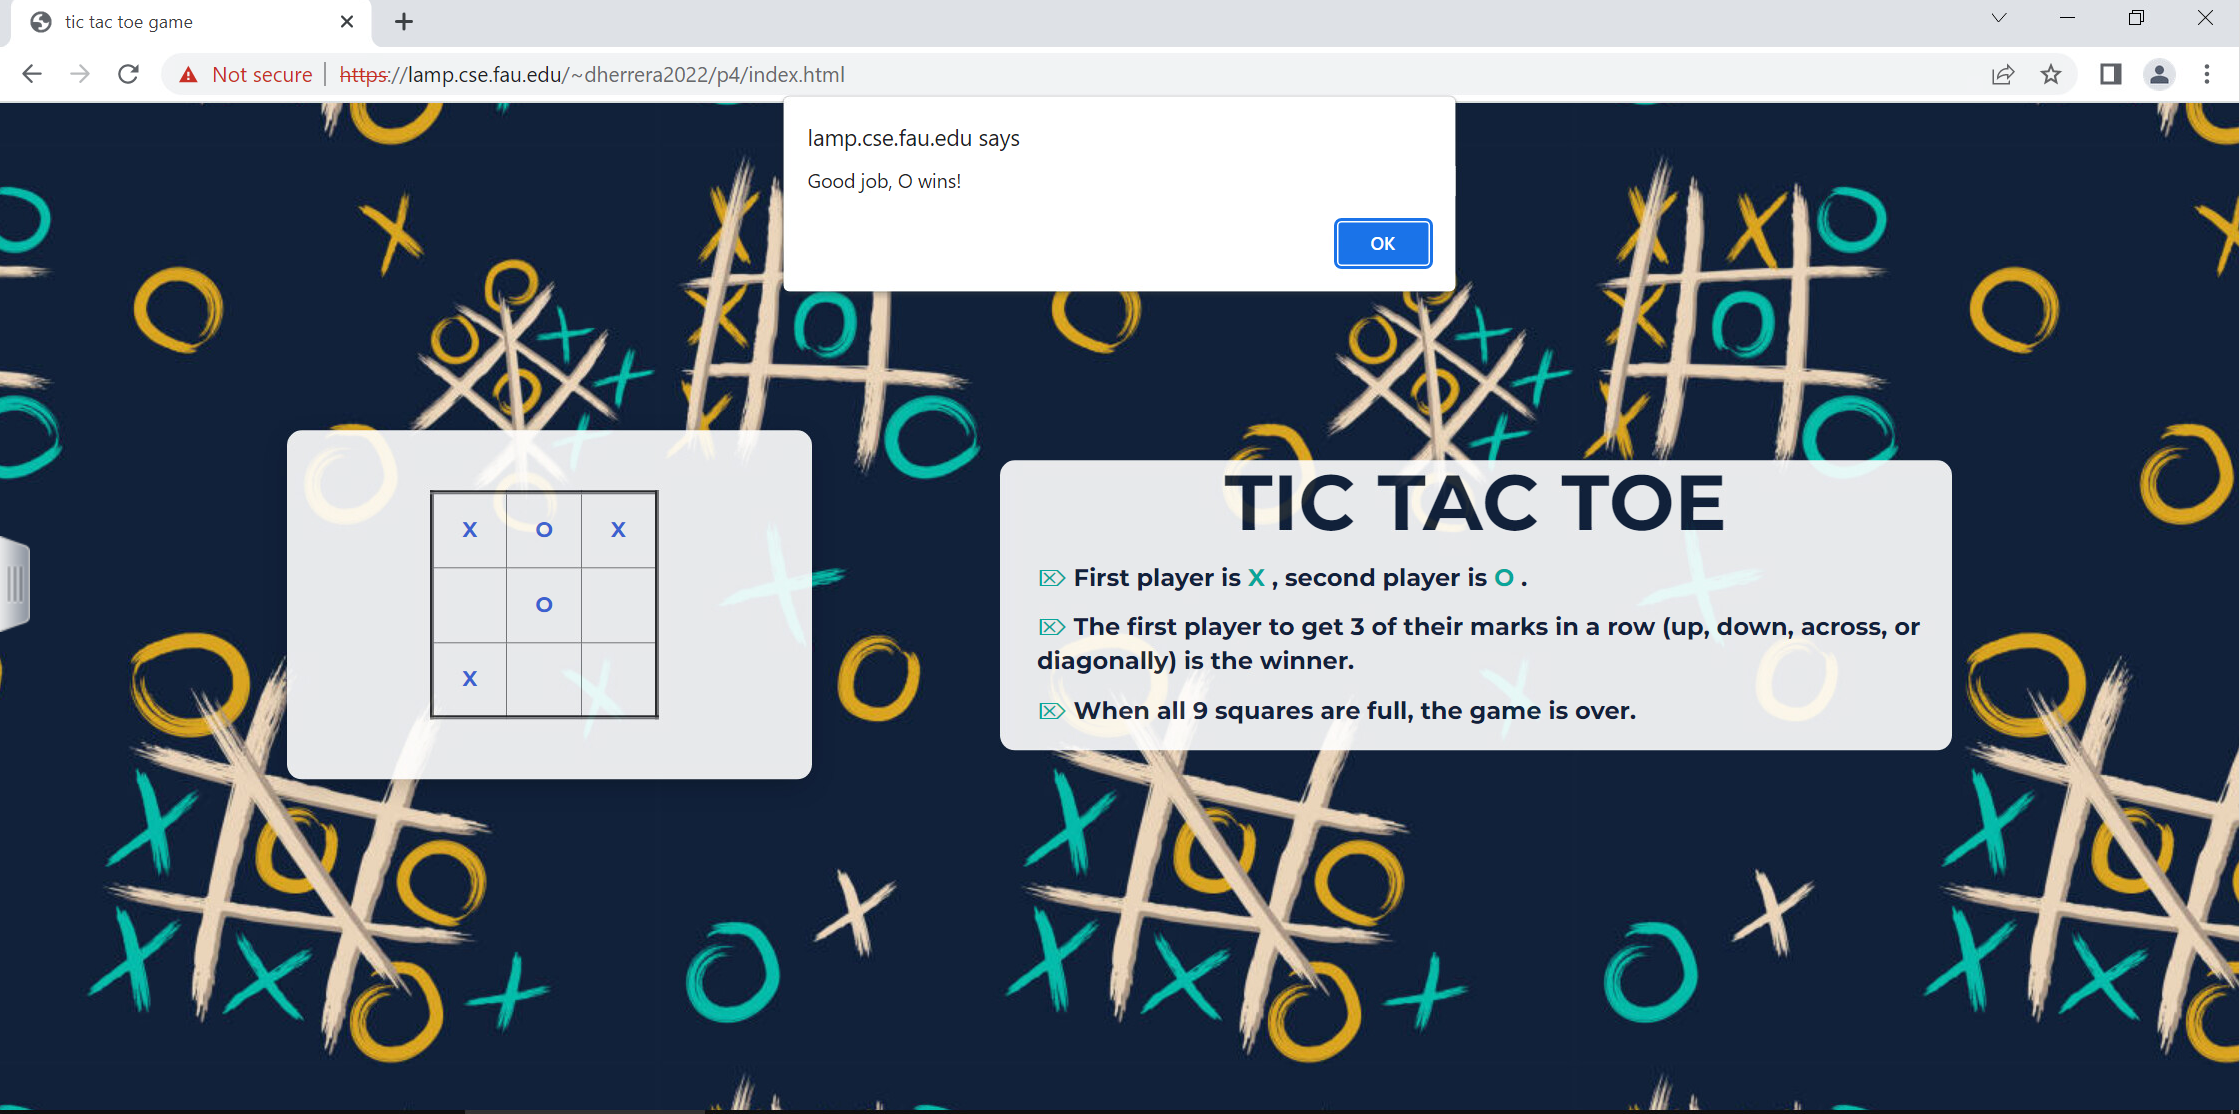 tic tac toe game
Not secure https://lamp.cse.fau.edu/~dherrera2022/p4/index.html
lamp.cse.fau.edu says
Good job, O wins!
OK
X O X
O
X
TIC TAC TOE
First player is X , second player is O .
The first player to get 3 of their marks in a row (up, down, across, or
diagonally) is the winner.
When all 9 squares are full, the game is over.